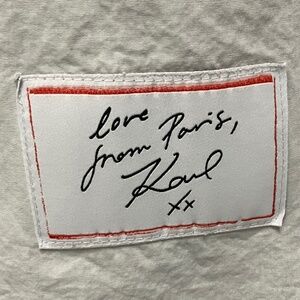 love
from Paris,
Karl
xx